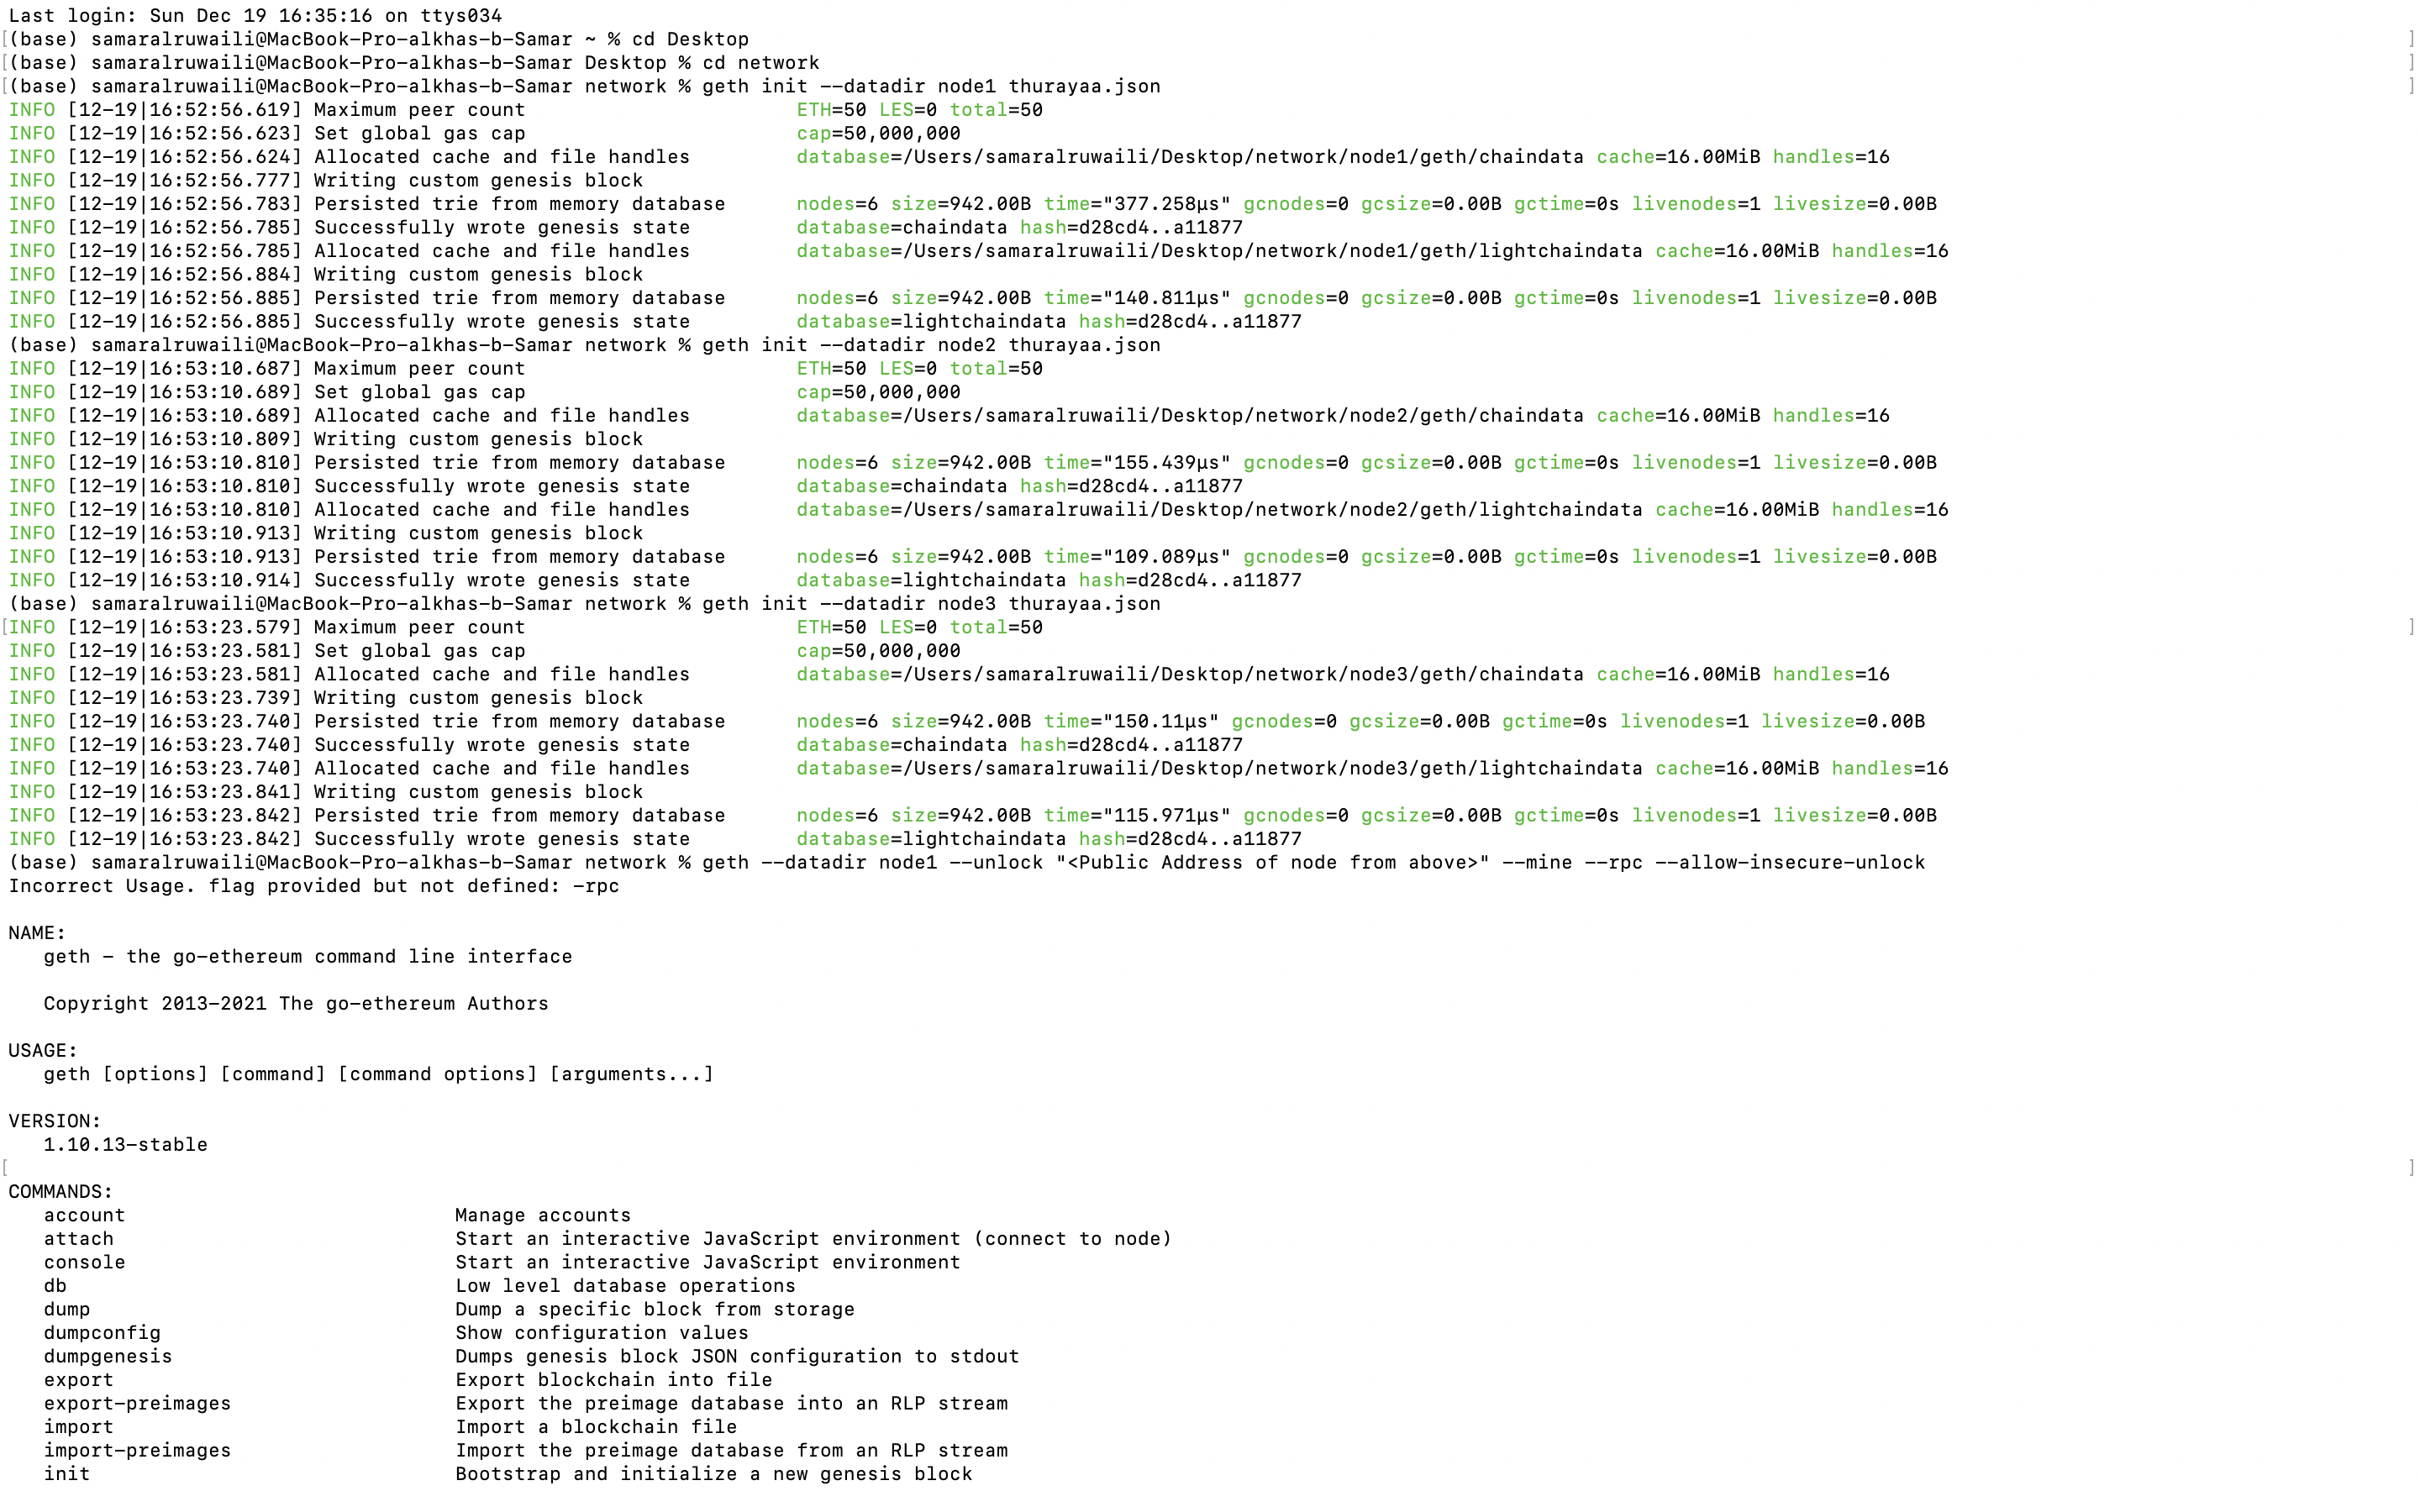 Last login: Sun Dec 19 16:35:16 on ttys034
[(base) samaralruwaili@MacBook-Pro-alkhas-b-Samar ~ % cd Desktop ]
[(base) samaralruwaili@MacBook-Pro-alkhas-b-Samar Desktop % cd network ]
[(base) samaralruwaili@MacBook-Pro-alkhas-b-Samar network % geth init --datadir node1 thurayaa.json ]
INFO [12-19|16:52:56.619] Maximum peer count ETH=50 LES=0 total=50
INFO [12-19|16:52:56.623] Set global gas cap cap=50,000,000
INFO [12-19|16:52:56.624] Allocated cache and file handles database=/Users/samaralruwaili/Desktop/network/node1/geth/chaindata cache=16.00MiB handles=16
INFO [12-19|16:52:56.777] Writing custom genesis block
INFO [12-19|16:52:56.783] Persisted trie from memory database nodes=6 size=942.00B time="377.258µs" gcnodes=0 gcsize=0.00B gctime=0s livenodes=1 livesize=0.00B
INFO [12-19|16:52:56.785] Successfully wrote genesis state database=chaindata hash=d28cd4..a11877
INFO [12-19|16:52:56.785] Allocated cache and file handles database=/Users/samaralruwaili/Desktop/network/node1/geth/lightchaindata cache=16.00MiB handles=16
INFO [12-19|16:52:56.884] Writing custom genesis block
INFO [12-19|16:52:56.885] Persisted trie from memory database nodes=6 size=942.00B time="140.811µs" gcnodes=0 gcsize=0.00B gctime=0s livenodes=1 livesize=0.00B
INFO [12-19|16:52:56.885] Successfully wrote genesis state database=lightchaindata hash=d28cd4..a11877
(base) samaralruwaili@MacBook-Pro-alkhas-b-Samar network % geth init --datadir node2 thurayaa.json
INFO [12-19|16:53:10.687] Maximum peer count ETH=50 LES=0 total=50
INFO [12-19|16:53:10.689] Set global gas cap cap=50,000,000
INFO [12-19|16:53:10.689] Allocated cache and file handles database=/Users/samaralruwaili/Desktop/network/node2/geth/chaindata cache=16.00MiB handles=16
INFO [12-19|16:53:10.809] Writing custom genesis block
INFO [12-19|16:53:10.810] Persisted trie from memory database nodes=6 size=942.00B time="155.439µs" gcnodes=0 gcsize=0.00B gctime=0s livenodes=1 livesize=0.00B
INFO [12-19|16:53:10.810] Successfully wrote genesis state database=chaindata hash=d28cd4..a11877
INFO [12-19|16:53:10.810] Allocated cache and file handles database=/Users/samaralruwaili/Desktop/network/node2/geth/lightchaindata cache=16.00MiB handles=16
INFO [12-19|16:53:10.913] Writing custom genesis block
INFO [12-19|16:53:10.913] Persisted trie from memory database nodes=6 size=942.00B time="109.089µs" gcnodes=0 gcsize=0.00B gctime=0s livenodes=1 livesize=0.00B
INFO [12-19|16:53:10.914] Successfully wrote genesis state database=lightchaindata hash=d28cd4..a11877
(base) samaralruwaili@MacBook-Pro-alkhas-b-Samar network % geth init --datadir node3 thurayaa.json
[INFO [12-19|16:53:23.579] Maximum peer count ETH=50 LES=0 total=50 ]
INFO [12-19|16:53:23.581] Set global gas cap cap=50,000,000
INFO [12-19|16:53:23.581] Allocated cache and file handles database=/Users/samaralruwaili/Desktop/network/node3/geth/chaindata cache=16.00MiB handles=16
INFO [12-19|16:53:23.739] Writing custom genesis block
INFO [12-19|16:53:23.740] Persisted trie from memory database nodes=6 size=942.00B time="150.11µs" gcnodes=0 gcsize=0.00B gctime=0s livenodes=1 livesize=0.00B
INFO [12-19|16:53:23.740] Successfully wrote genesis state database=chaindata hash=d28cd4..a11877
INFO [12-19|16:53:23.740] Allocated cache and file handles database=/Users/samaralruwaili/Desktop/network/node3/geth/lightchaindata cache=16.00MiB handles=16
INFO [12-19|16:53:23.841] Writing custom genesis block
INFO [12-19|16:53:23.842] Persisted trie from memory database nodes=6 size=942.00B time="115.971µs" gcnodes=0 gcsize=0.00B gctime=0s livenodes=1 livesize=0.00B
INFO [12-19|16:53:23.842] Successfully wrote genesis state database=lightchaindata hash=d28cd4..a11877
(base) samaralruwaili@MacBook-Pro-alkhas-b-Samar network % geth --datadir node1 --unlock "<Public Address of node from above>" --mine --rpc --allow-insecure-unlock
Incorrect Usage. flag provided but not defined: -rpc
NAME:
geth - the go-ethereum command line interface
Copyright 2013-2021 The go-ethereum Authors
USAGE:
geth [options] [command] [command options] [arguments...]
VERSION:
1.10.13-stable
[ ]
COMMANDS:
account Manage accounts
attach Start an interactive JavaScript environment (connect to node)
console Start an interactive JavaScript environment
db Low level database operations
dump Dump a specific block from storage
dumpconfig Show configuration values
dumpgenesis Dumps genesis block JSON configuration to stdout
export Export blockchain into file
export-preimages Export the preimage database into an RLP stream
import Import a blockchain file
import-preimages Import the preimage database from an RLP stream
init Bootstrap and initialize a new genesis block